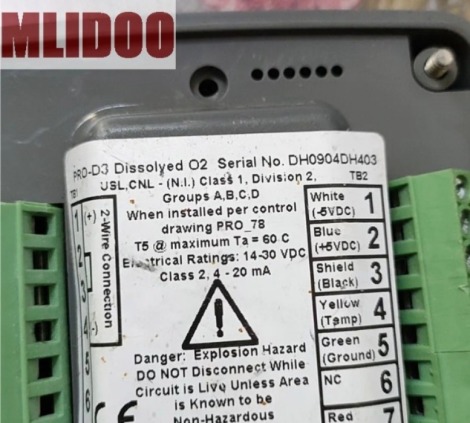 MLIDOO
PRO-D3 Dissolved O2 Serial No. DH0904DH403
TB1
USL,CNL - (N.I.) Class 1, Division 2,
TB2
Groups A,B,C,D
When installed per control
drawing PRO_78
T5 @ maximum Ta = 60 C
Electrical Ratings: 14-30 VPC
Class 2, 4 - 20 mA
Danger: Explosion Hazard
DO NOT Disconnect While
Circuit is Live Unless Area
is Known to be
Non-Hazardous
2-Wire Connection
1 (+)
2
3
4 (-)
5
6
CE
White
(-5VDC) 1
Blue
(+5VDC) 2
Shield
(Black) 3
Yellow
(Temp) 4
Green
(Ground) 5
NC 6
Red 7